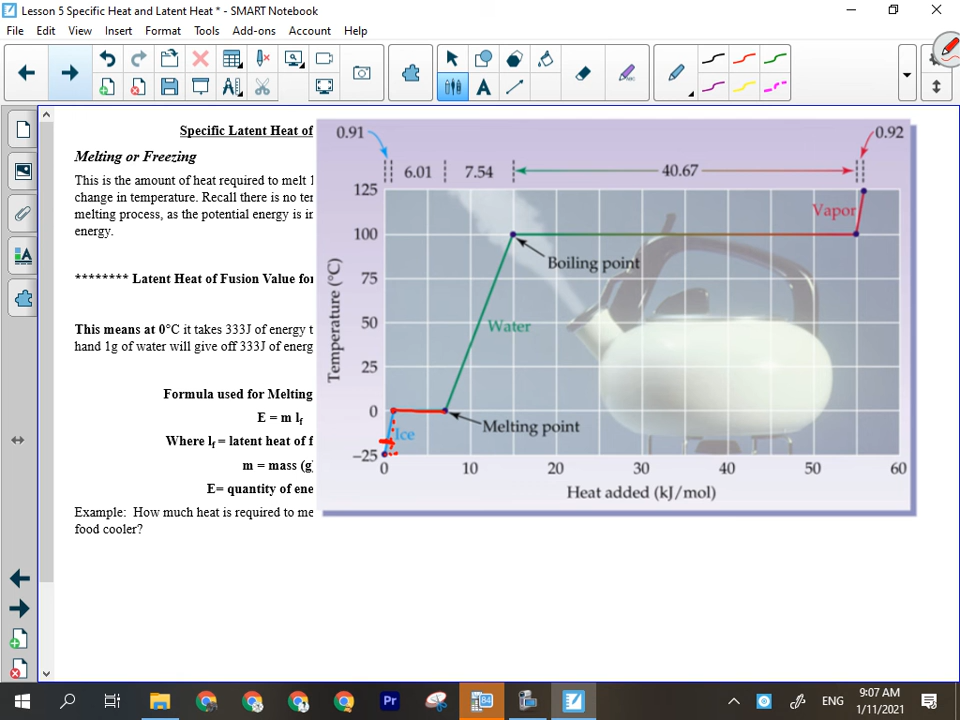 Lesson 5 Specific Heat and Latent Heat * - SMART Notebook
File Edit View Insert Format Tools Add-ons Account Help
Specific Latent Heat of
Melting or Freezing
This is the amount of heat required to melt 1
change in temperature. Recall there is no ter
melting process, as the potential energy is in
energy.
******** Latent Heat of Fusion Value for
This means at 0°C it takes 333J of energy t
hand 1g of water will give off 333J of energ
Formula used for Melting
E = m lf
Where lf = latent heat of f
m = mass (g)
E= quantity of ene
Example: How much heat is required to me
food cooler?
0.91
0.92
6.01 7.54 40.67
125
100
75
50
25
0
−25
Temperature (°C)
Vapor
Boiling point
Water
Melting point
Ice
0 10 20 30 40 50 60
Heat added (kJ/mol)
ENG
9:07 AM
1/11/2021
Pr
84